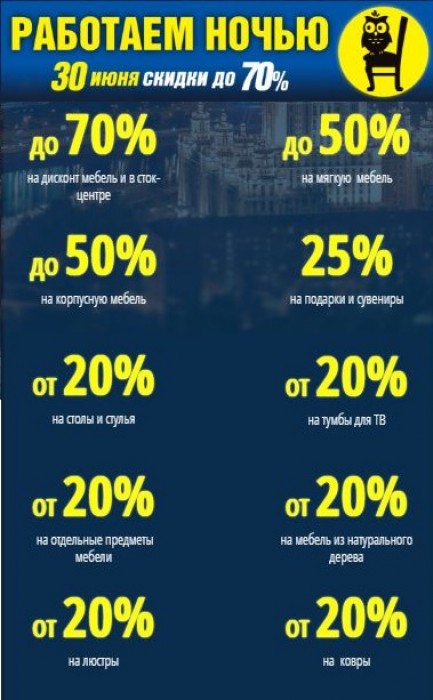 РАБОТАЕМ НОЧЬЮ
30 июня скидки до 70%
до 70%
на дисконт мебель и в сток-
центре
до 50%
на мягкую мебель
до 50%
на корпусную мебель
25%
на подарки и сувениры
от 20%
на столы и стулья
от 20%
на тумбы для ТВ
от 20%
на отдельные предметы
мебели
от 20%
на мебель из натурального
дерева
от 20%
на люстры
от 20%
на ковры